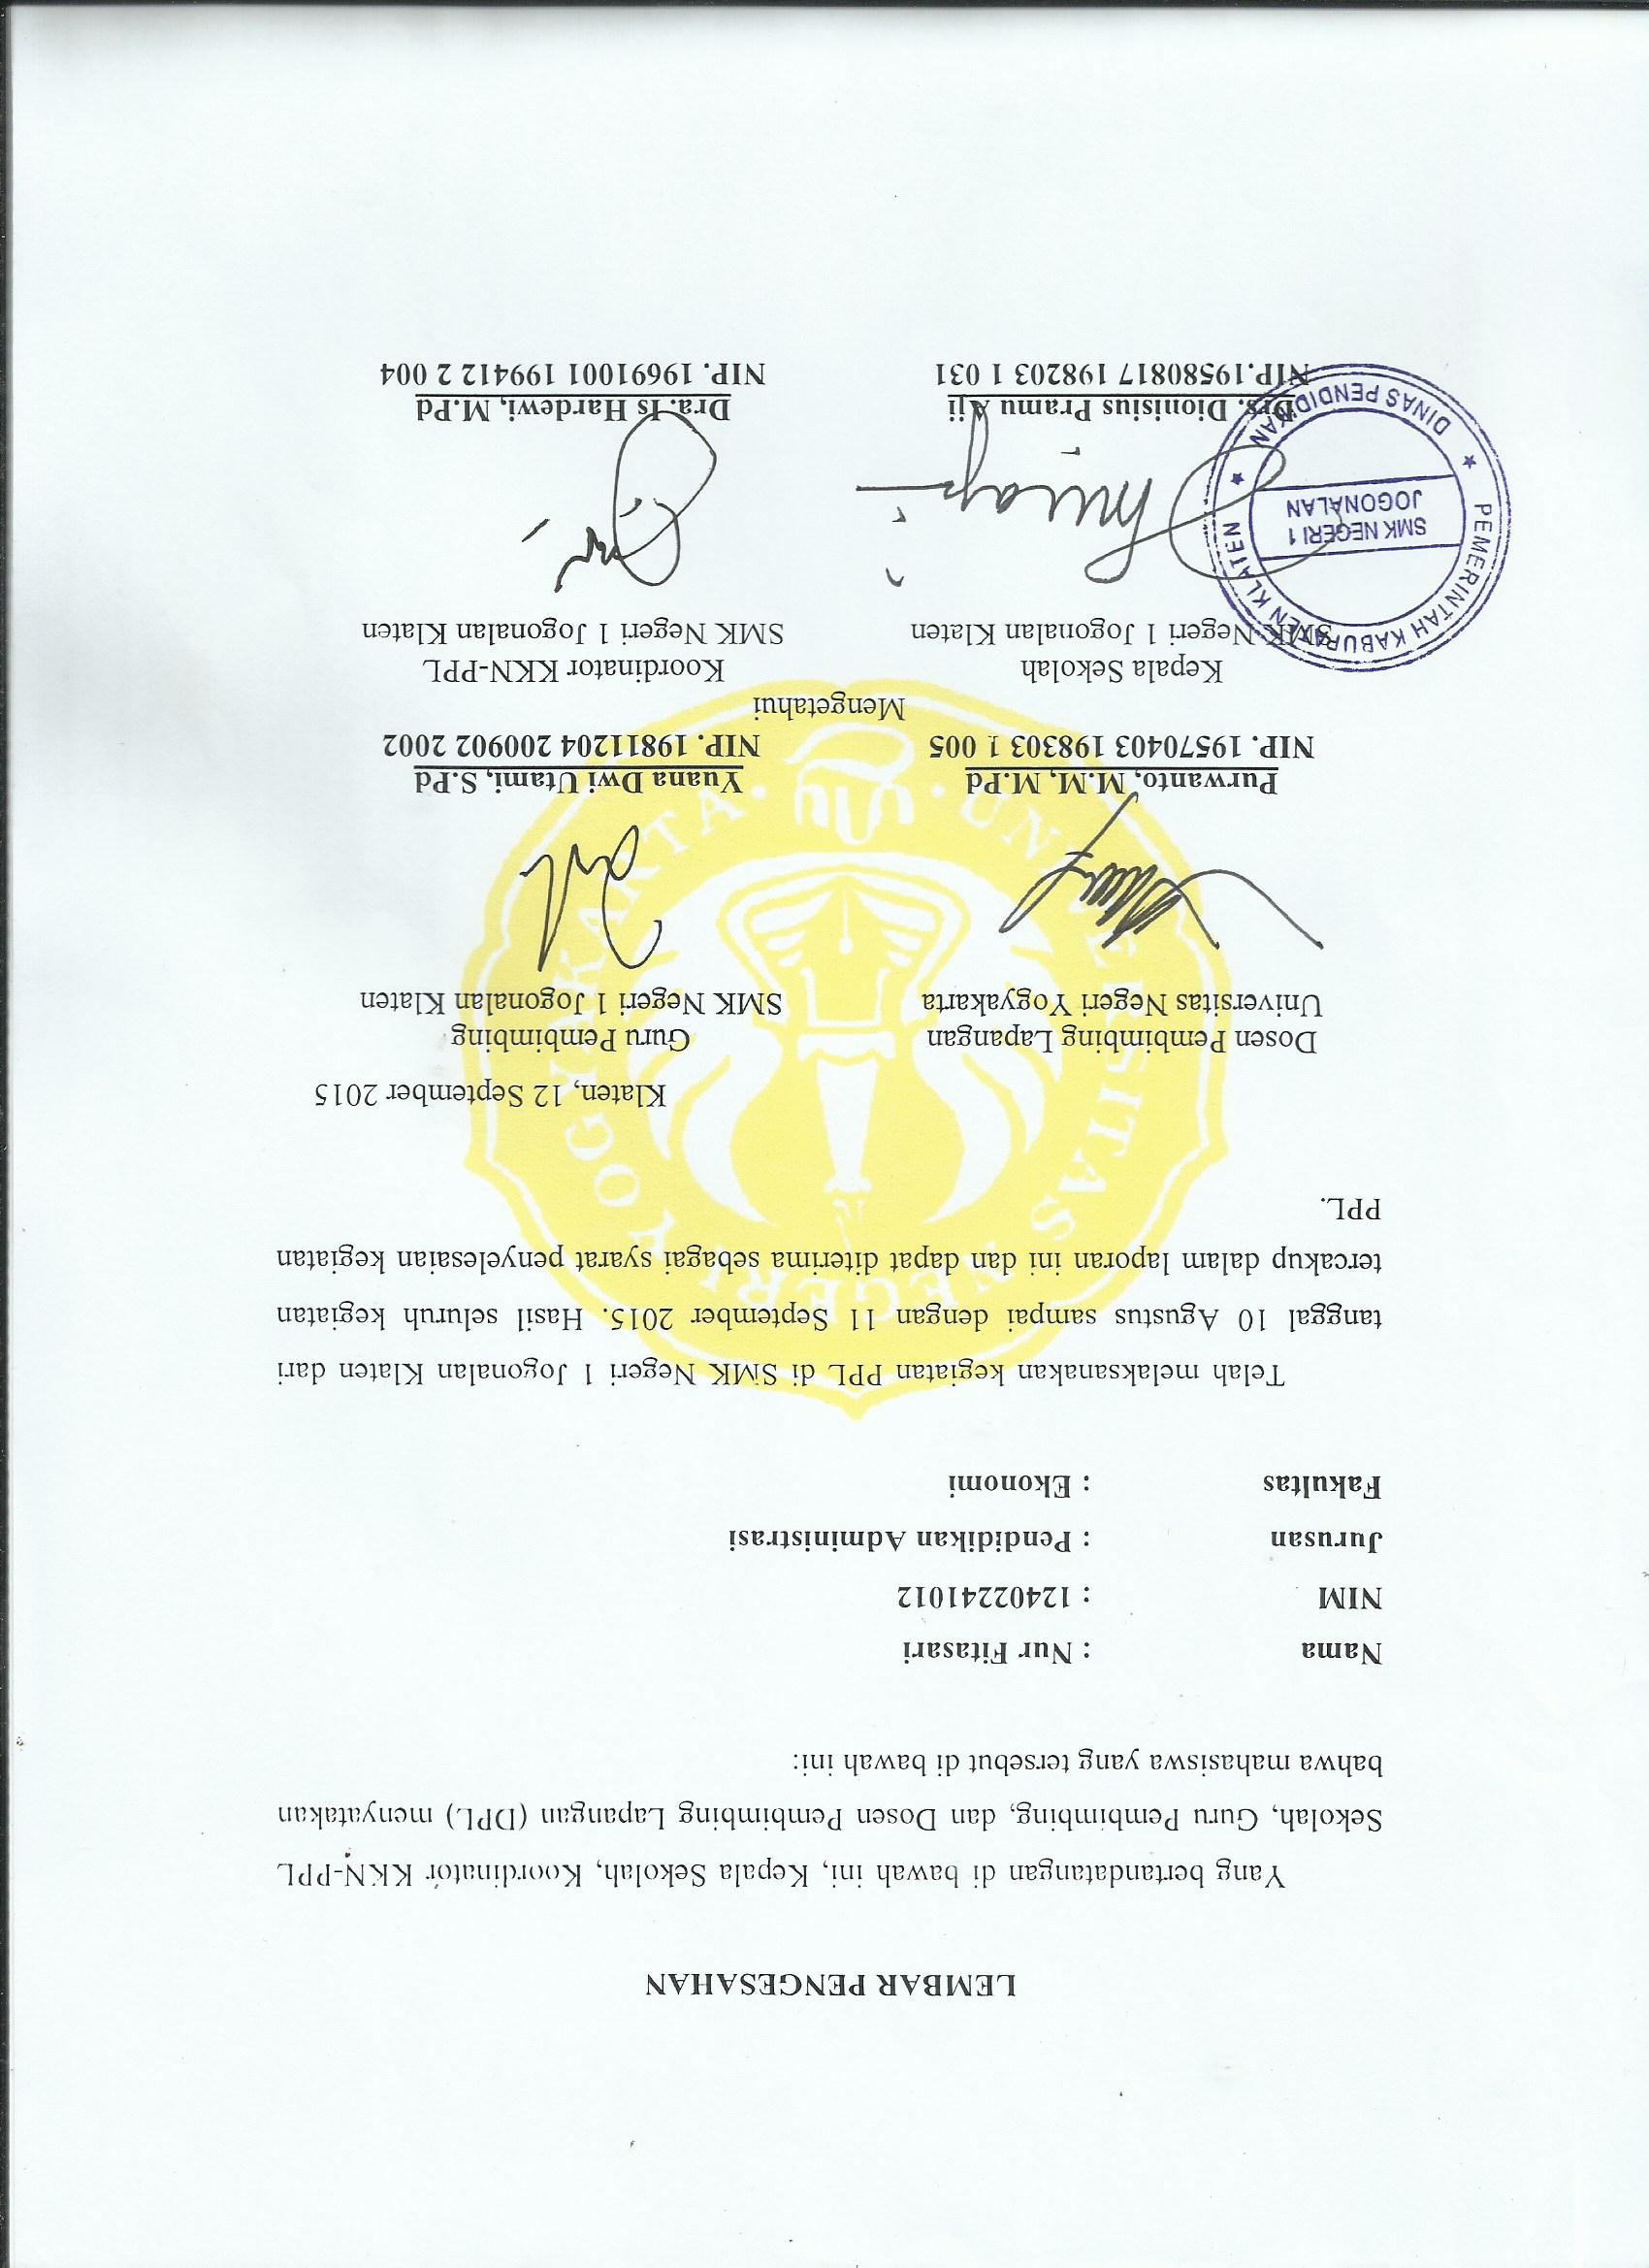 LEMBAR PENGESAHAN
Yang bertandatangan di bawah ini, Kepala Sekolah, Koordinator KKN-PPL
Sekolah, Guru Pembimbing, dan Dosen Pembimbing Lapangan (DPL) menyatakan
bahwa mahasiswa yang tersebut di bawah ini:
Nama : Nur Fitasari
NIM : 12402241012
Jurusan : Pendidikan Administrasi
Fakultas : Ekonomi
Telah melaksanakan kegiatan PPL di SMK Negeri 1 Jogonalan Klaten dari
tanggal 10 Agustus sampai dengan 11 September 2015. Hasil seluruh kegiatan
tercakup dalam laporan ini dan dapat diterima sebagai syarat penyelesaian kegiatan
PPL.
Klaten, 12 September 2015
Dosen Pembimbing Lapangan
Universitas Negeri Yogyakarta
Purwanto, M.M, M.Pd
NIP. 19570403 198303 1 005
Guru Pembimbing
SMK Negeri 1 Jogonalan Klaten
Yuana Dwi Utami, S.Pd
NIP. 19811204 200902 2002
Mengetahui
Kepala Sekolah
SMK Negeri 1 Jogonalan Klaten
Drs. Dionisius Pramu Aji
NIP.19580817 198203 1 031
Koordinator KKN-PPL
SMK Negeri 1 Jogonalan Klaten
Dra. Is Hardewi, M.Pd
NIP. 19691001 199412 2 004
PEMERINTAH KABUPATEN KLATEN
SMK NEGERI 1
JOGONALAN
DINAS PENDIDIKAN
UNIVERSITAS NEGERI YOGYAKARTA